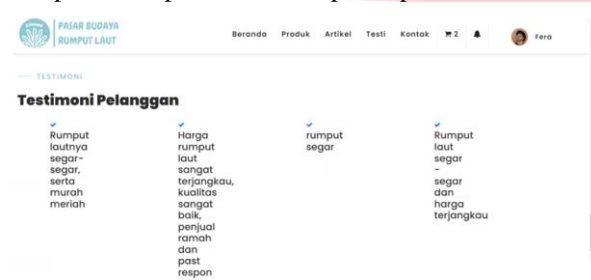 PASAR BUDAYA
RUMPUT LAUT
Beranda Produk Artikel Testi Kontak 2 Fera
TESTIMONI
Testimoni Pelanggan
Rumput
lautnya
segar-
segar,
serta
murah
meriah
Harga
rumput
laut
sangat
terjangkau,
kualitas
sangat
baik,
penjual
ramah
dan
past
respon
rumput
segar
Rumput
laut
segar
-
segar
dan
harga
terjangkau